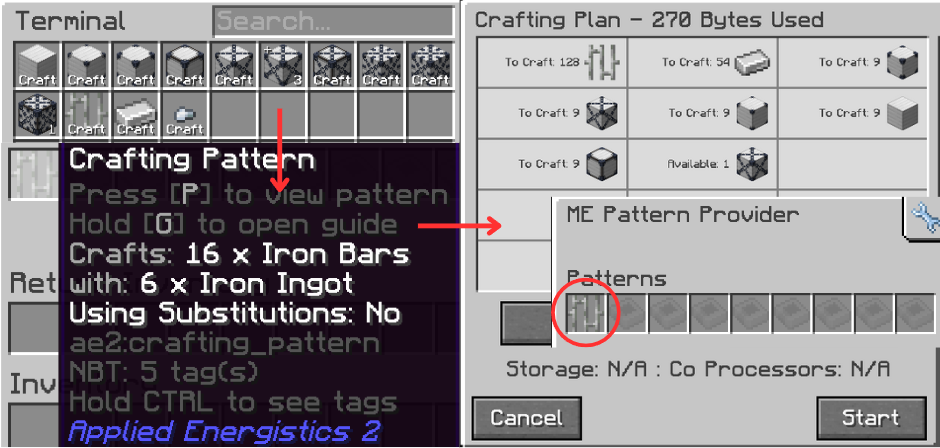 Terminal
Search...
Craft Craft Craft Craft Craft 3 Craft Craft Craft
1 Craft Craft Craft
Crafting Pattern
Press [P] to view pattern
Hold [G] to open guide
Crafts: 16 x Iron Bars
with: 6 x Iron Ingot
Using Substitutions: No
ae2:crafting_pattern
NBT: 5 tag(s)
Hold CTRL to see tags
Applied Energistics 2
Crafting Plan - 270 Bytes Used
To Craft: 128
To Craft: 54
To Craft: 9
To Craft: 9
To Craft: 9
To Craft: 9
To Craft: 9
Available: 1
ME Pattern Provider
Patterns
Storage: N/A : Co Processors: N/A
Cancel
Start